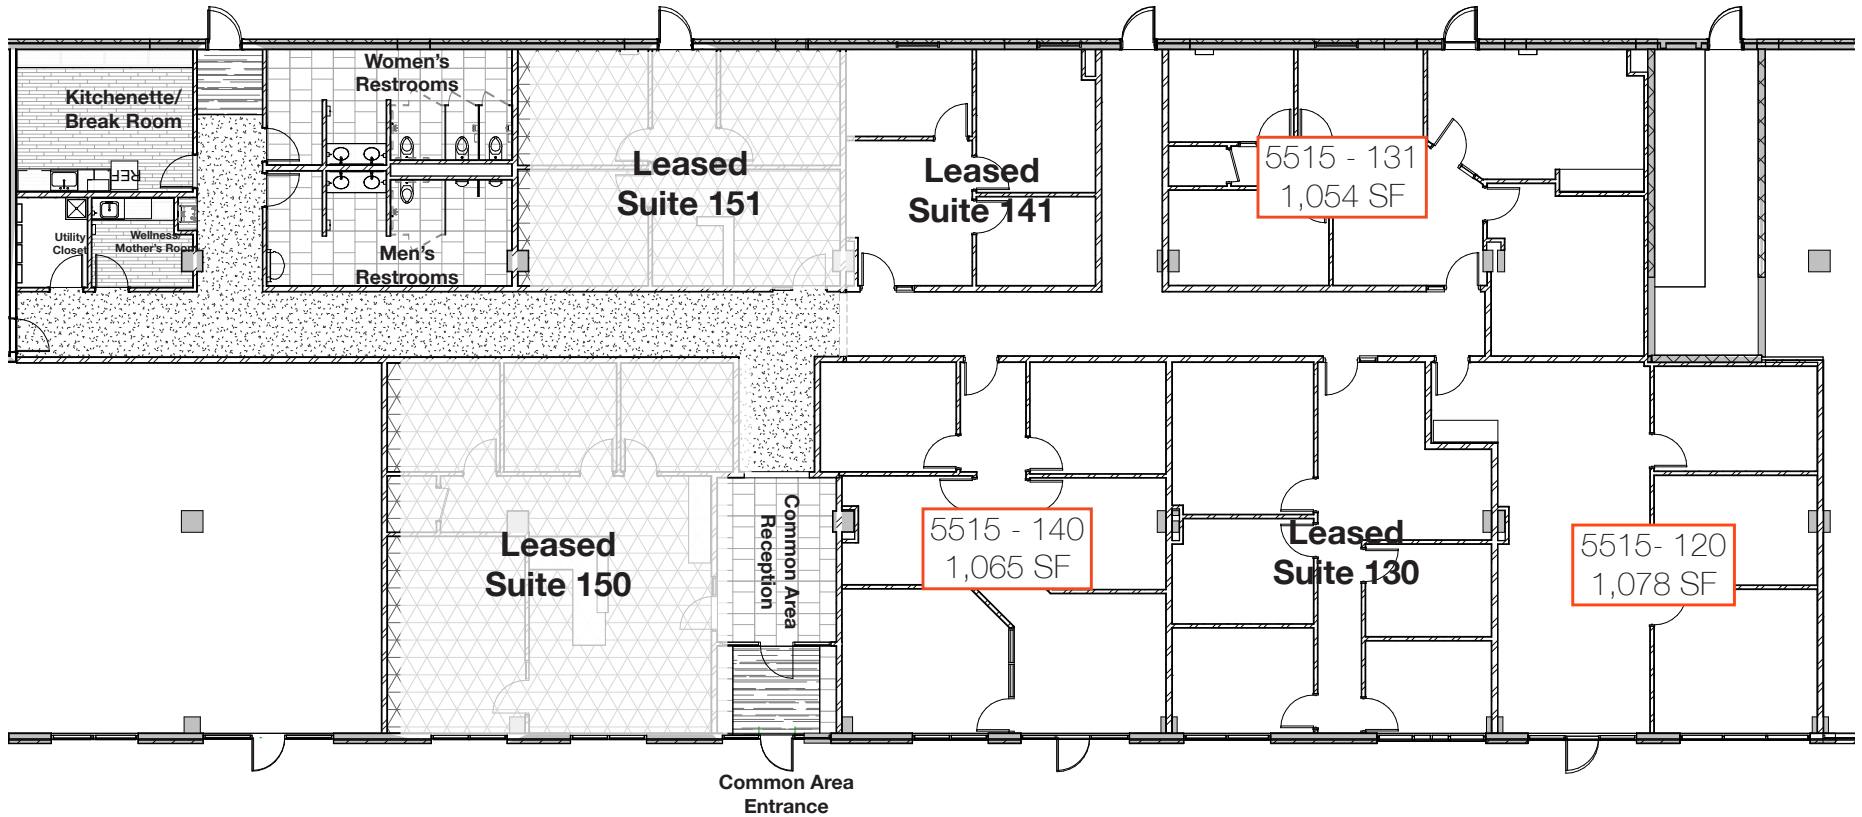 Women's
Restrooms
Kitchenette/
Break Room
REF
Utility
Closet
Wellness/
Mother's Room
Men's
Restrooms
Leased
Suite 151
Leased
Suite 141
5515 - 131
1,054 SF
Leased
Suite 150
Common Area
Reception
5515 - 140
1,065 SF
Leased
Suite 130
5515- 120
1,078 SF
Common Area
Entrance